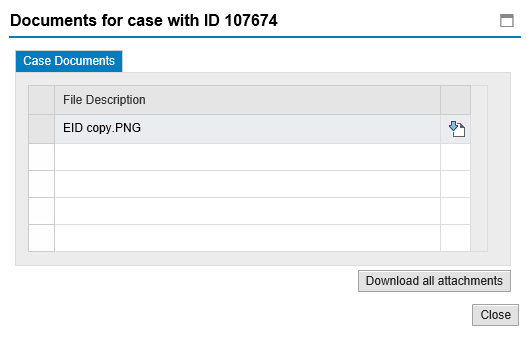 Documents for case with ID 107674
Case Documents
File Description
EID copy.PNG
Download all attachments
Close